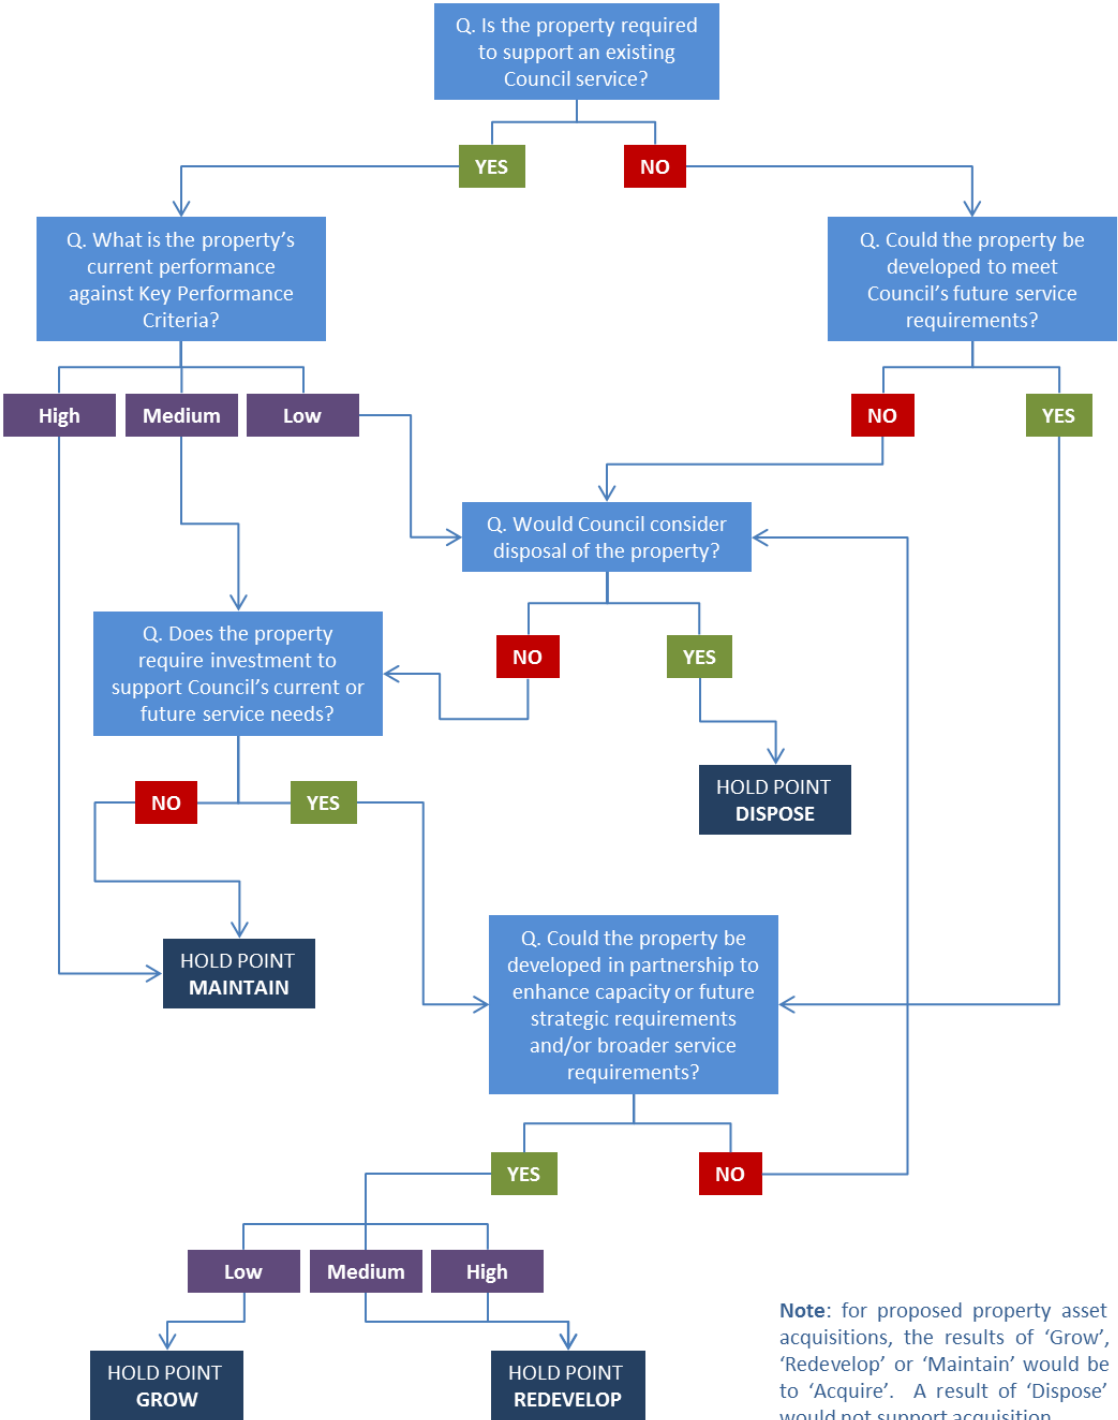 Q. Is the property required
to support an existing
Council service?
YES
NO
Q. What is the property's
current performance
against Key Performance
Criteria?
Q. Could the property be
developed to meet
Council's future service
requirements?
High
Medium
Low
NO
YES
Q. Would Council consider
disposal of the property?
Q. Does the property
require investment to
support Council's current or
future service needs?
NO
YES
NO
YES
HOLD POINT
DISPOSE
HOLD POINT
MAINTAIN
Q. Could the property be
developed in partnership to
enhance capacity or future
strategic requirements
and/or broader service
requirements?
YES
NO
Low
Medium
High
HOLD POINT
GROW
HOLD POINT
REDEVELOP
Note: for proposed property asset
acquisitions, the results of ‘Grow’,
‘Redevelop’ or ‘Maintain’ would be
to ‘Acquire’. A result of ‘Dispose’
would not support acquisition